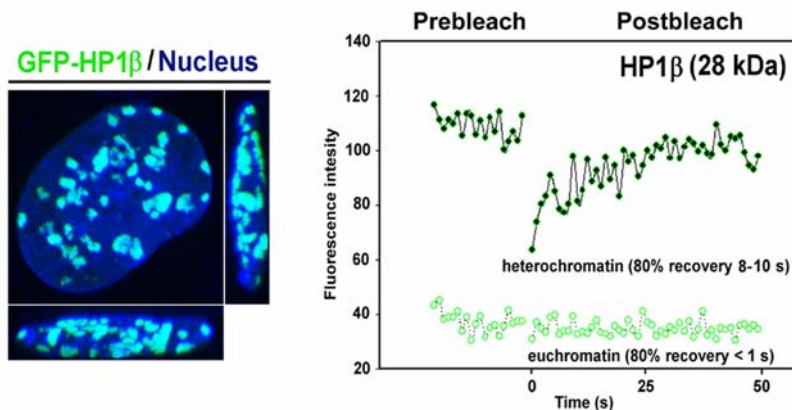 GFP-HP1β/Nucleus
Prebleach Postbleach
HP1β (28 kDa)
Fluorescence intesity
140
120
100
80
60
40
20
heterochromatin (80% recovery 8-10 s)
euchromatin (80% recovery < 1 s)
0 25 50
Time (s)